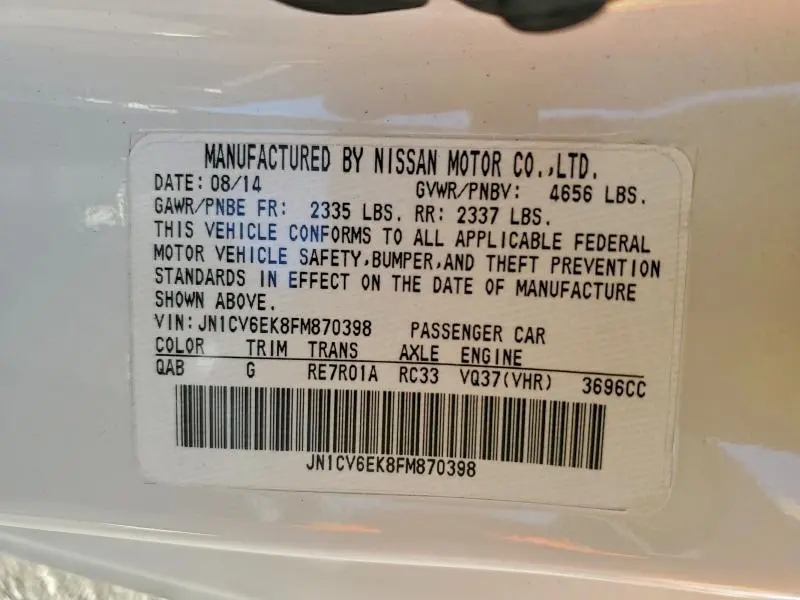 MANUFACTURED BY NISSAN MOTOR CO.,LTD.
DATE: 08/14 GVWR/PNBV: 4656 LBS.
GAWR/PNBE FR: 2335 LBS. RR: 2337 LBS.
THIS VEHICLE CONFORMS TO ALL APPLICABLE FEDERAL
MOTOR VEHICLE SAFETY,BUMPER,AND THEFT PREVENTION
STANDARDS IN EFFECT ON THE DATE OF MANUFACTURE
SHOWN ABOVE.
VIN: JN1CV6EK8FM870398 PASSENGER CAR
COLOR TRIM TRANS AXLE ENGINE
QAB G RE7R01A RC33 VQ37(VHR) 3696CC
JN1CV6EK8FM870398